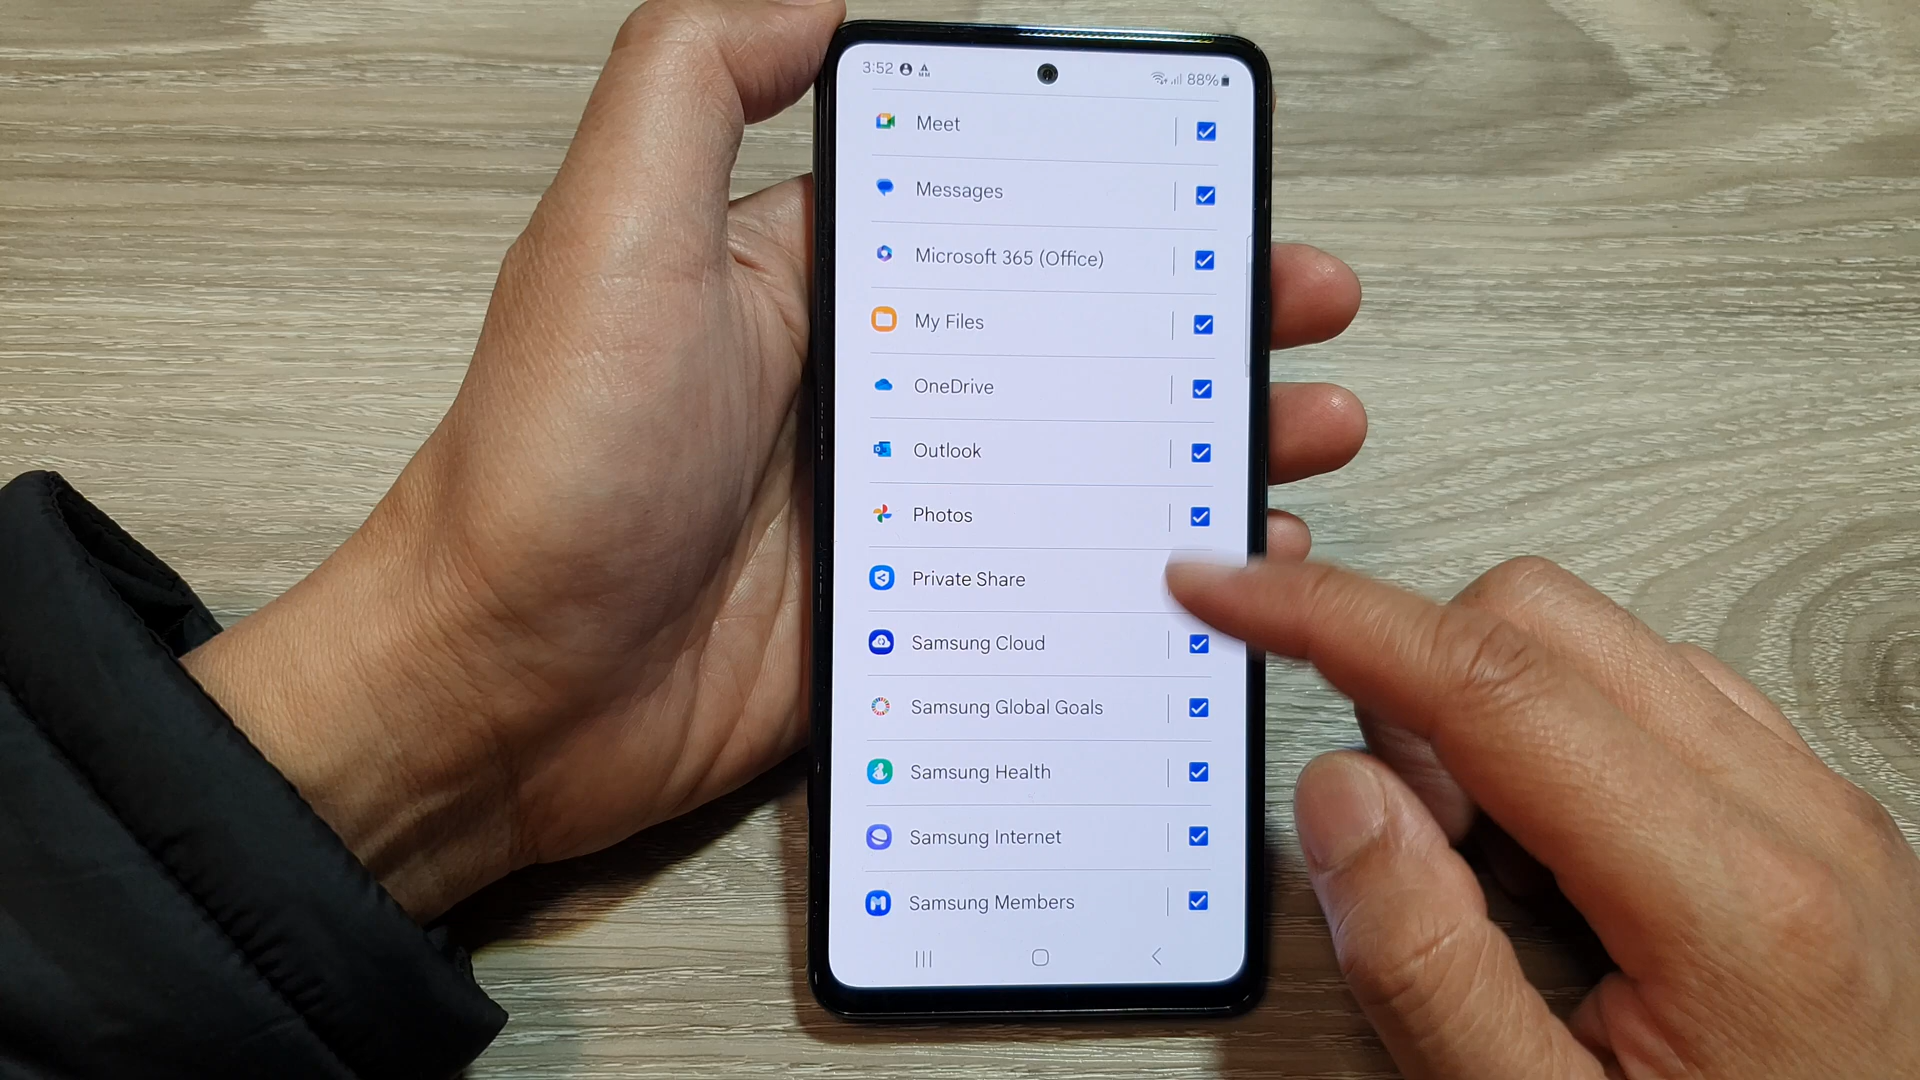 3:52 88%
Meet
Messages
Microsoft 365 (Office)
My Files
OneDrive
Outlook
Photos
Private Share
Samsung Cloud
Samsung Global Goals
Samsung Health
Samsung Internet
Samsung Members